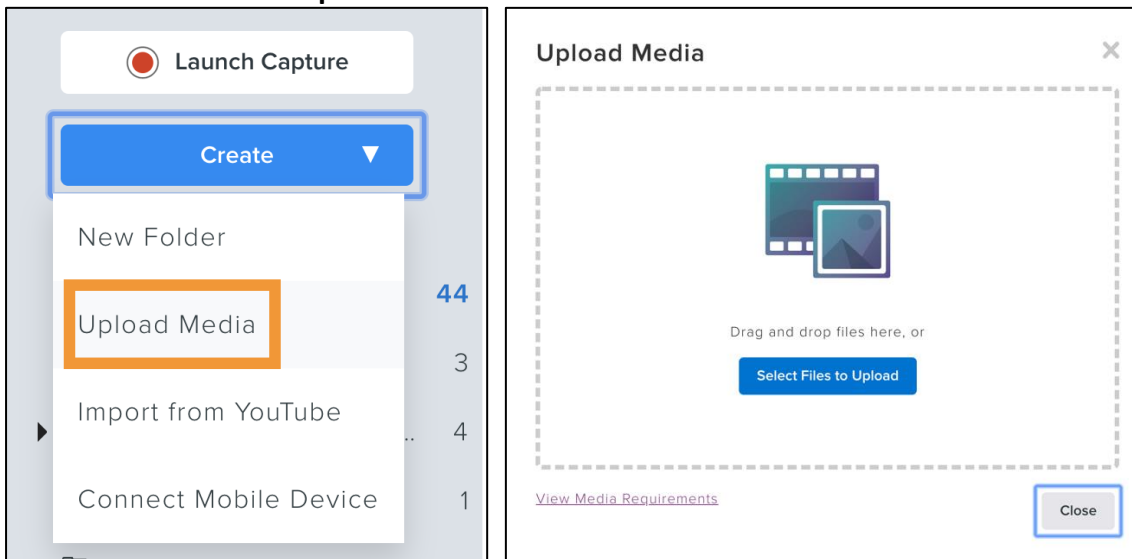 Launch Capture
Create
New Folder
44
Upload Media
3
Import from YouTube
.. 4
Connect Mobile Device 1
Upload Media
Drag and drop files here, or
Select Files to Upload
View Media Requirements
Close